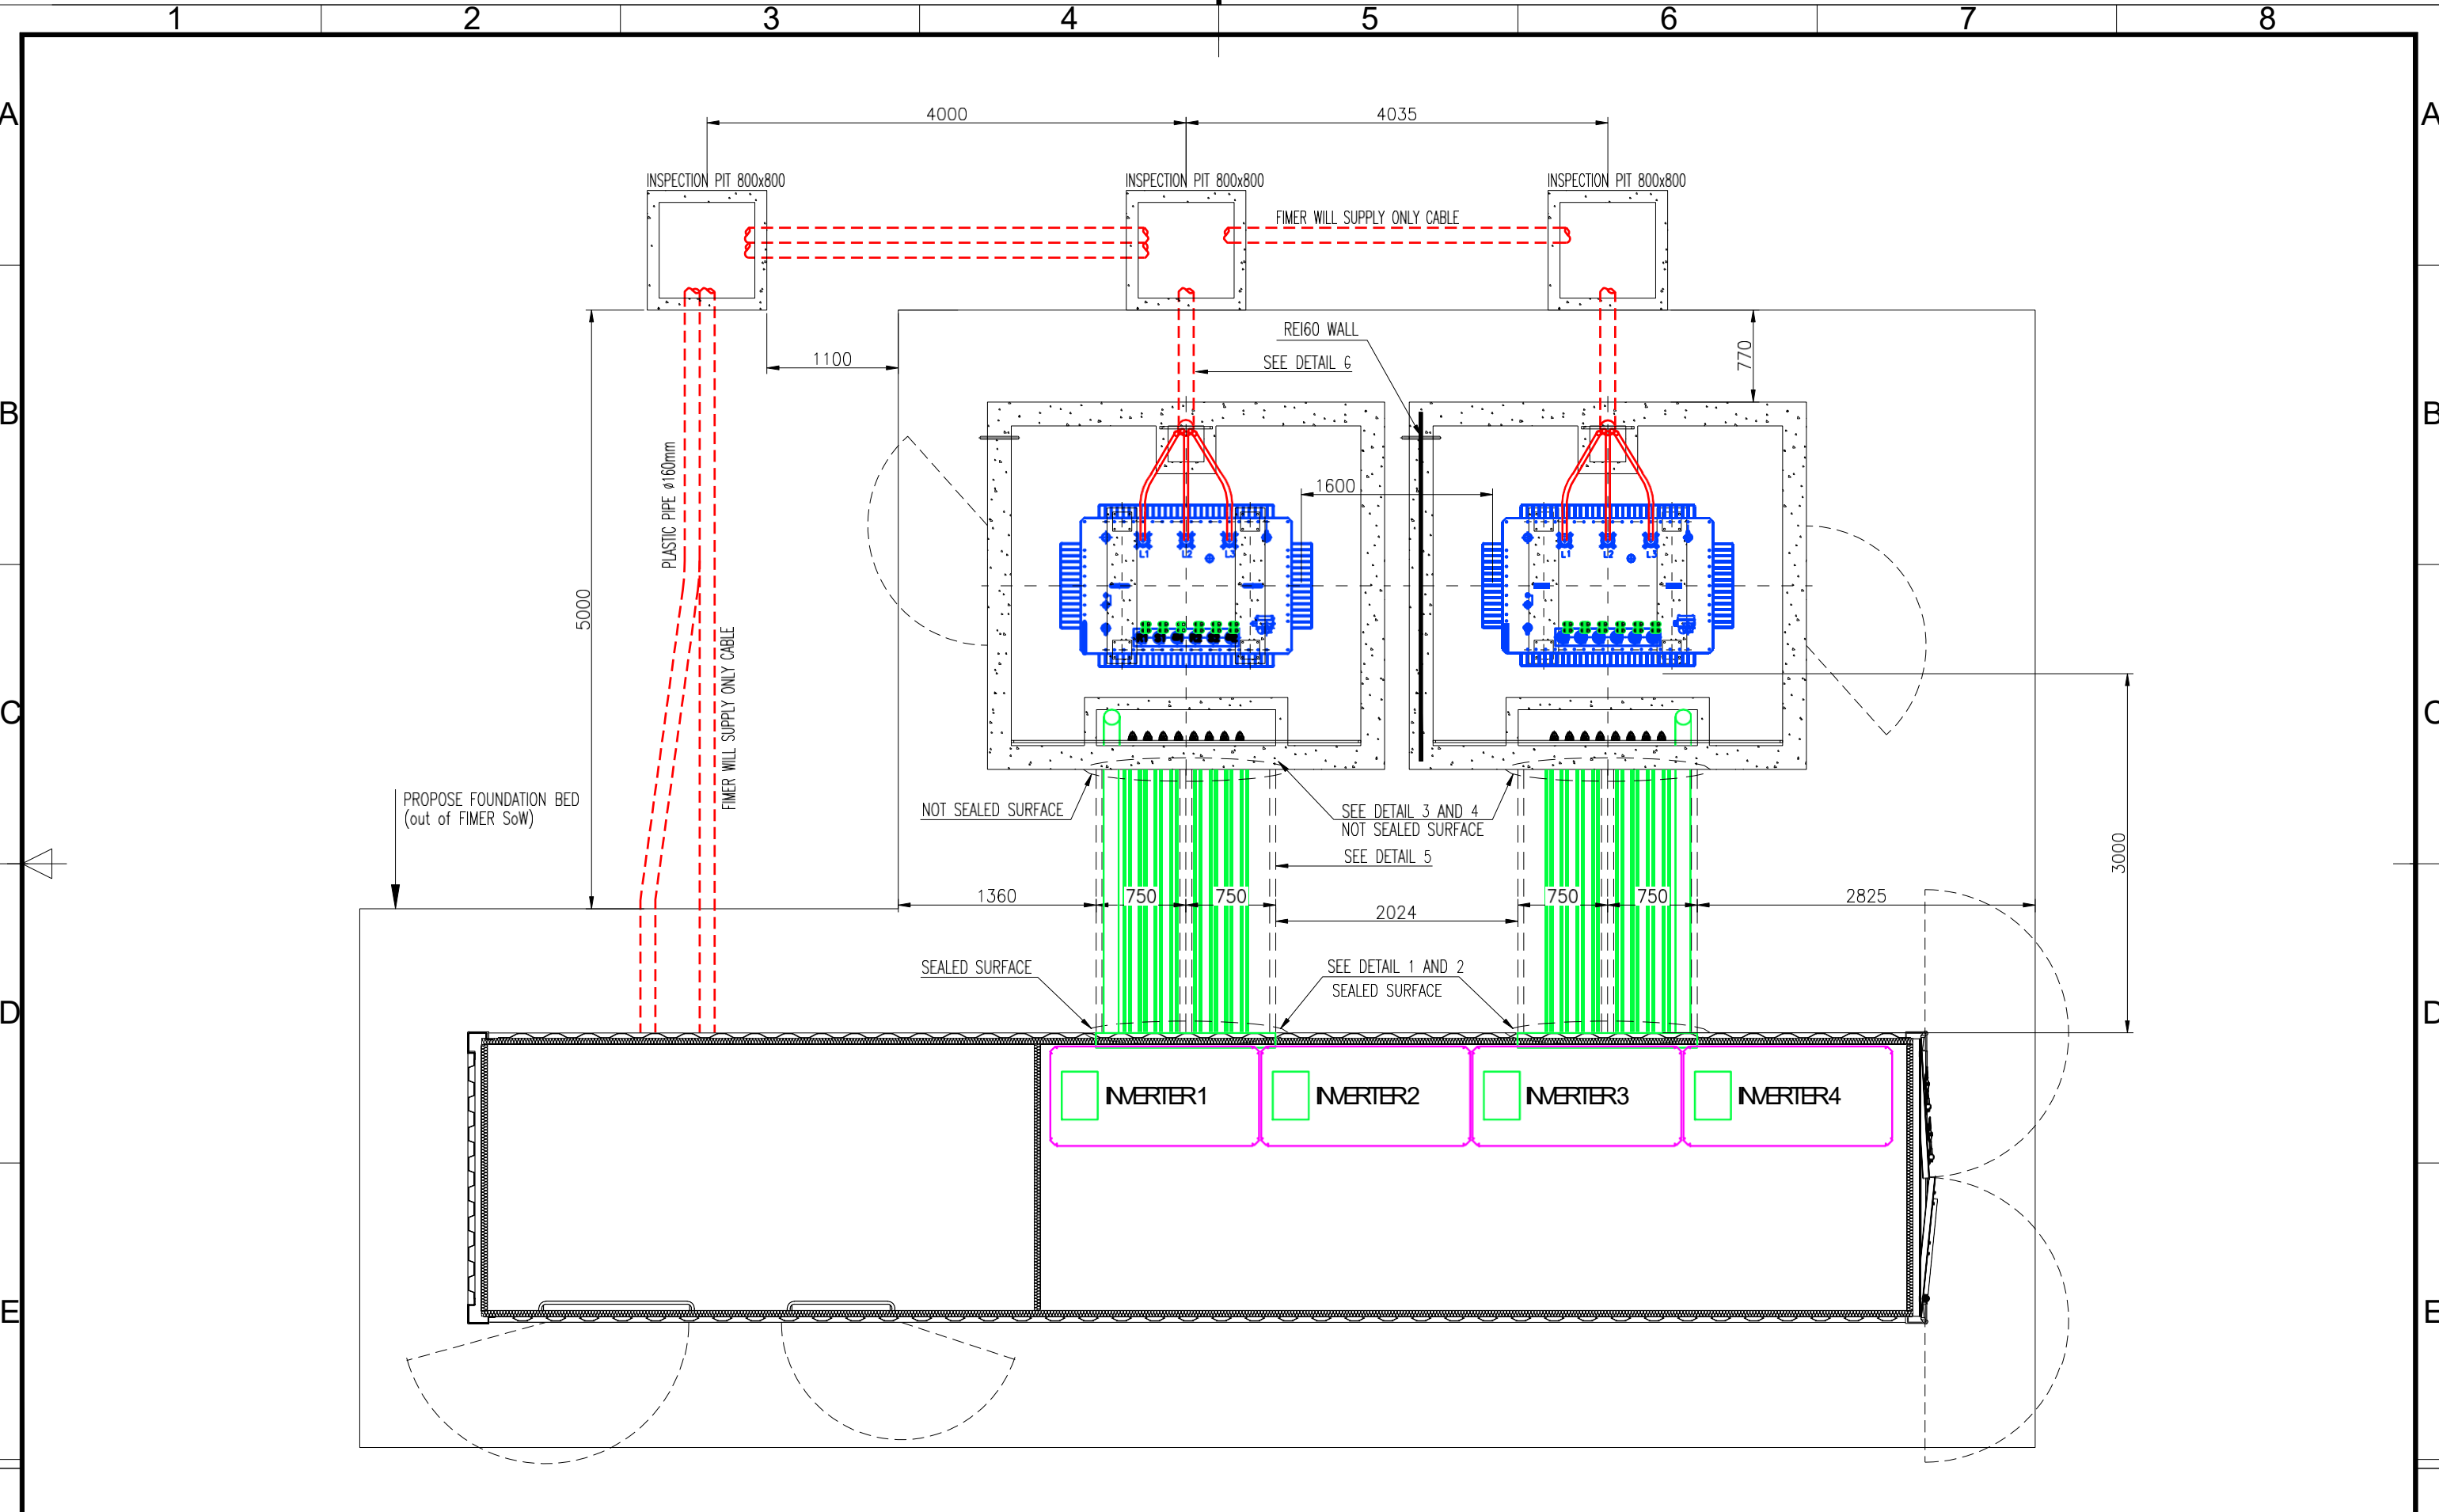 1 2 3 4 5 6 7 8
A A
4000 4035
INSPECTION PIT 800x800 INSPECTION PIT 800x800 INSPECTION PIT 800x800
FIMER WILL SUPPLY ONLY CABLE
REI60 WALL
1100
SEE DETAIL 6
770
B B
PLASTIC PIPE ø160mm
1600
L1 L2 L3 L1 L2 L3
5000
FIMER WILL SUPPLY ONLY CABLE
C C
PROPOSE FOUNDATION BED
(out of FIMER SoW)
NOT SEALED SURFACE
SEE DETAIL 3 AND 4
NOT SEALED SURFACE
SEE DETAIL 5
3000
1360 750 750 750 750 2825
2024
SEALED SURFACE
SEE DETAIL 1 AND 2
SEALED SURFACE
D D
INVERTER1 INVERTER2 INVERTER3 INVERTER4
E E